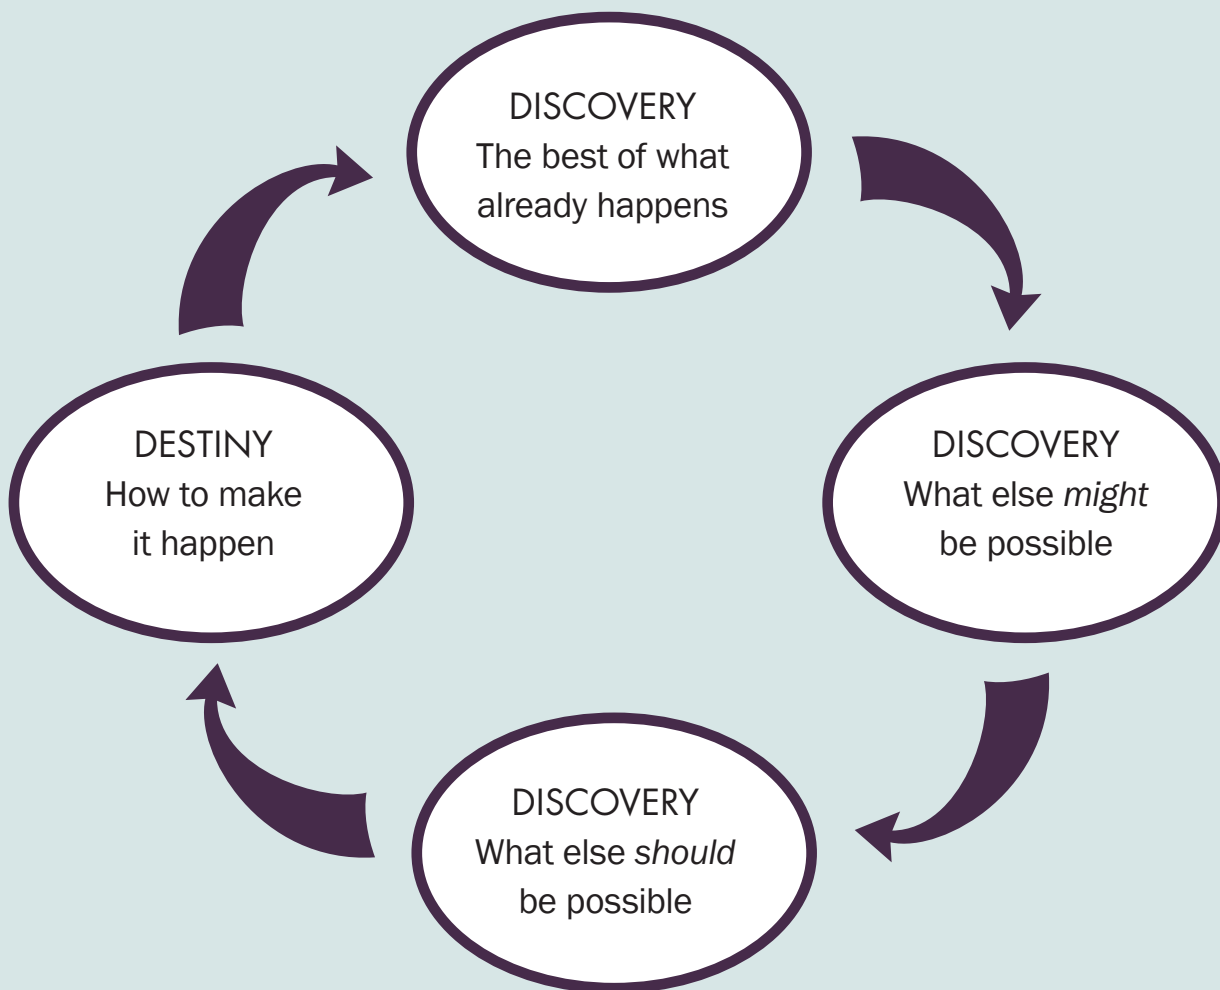 DISCOVERY
The best of what
already happens
DISCOVERY
What else might
be possible
DISCOVERY
What else should
be possible
DESTINY
How to make
it happen